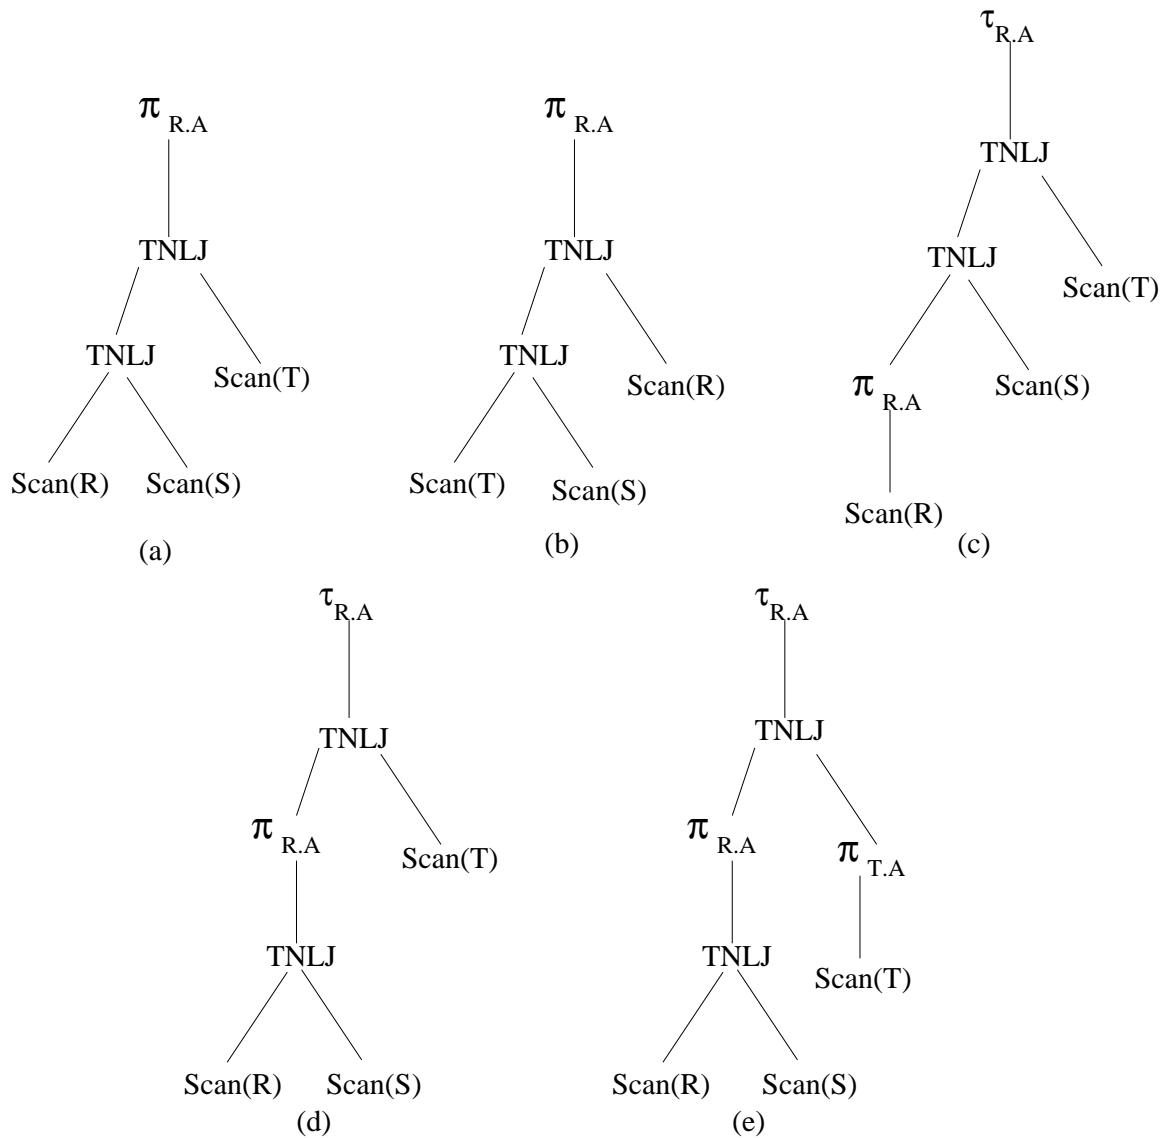 π R.A
TNLJ
TNLJ
Scan(T)
Scan(R)
Scan(S)
(a)
π R.A
TNLJ
TNLJ
Scan(R)
Scan(T)
Scan(S)
(b)
τ R.A
TNLJ
TNLJ
Scan(T)
π R.A
Scan(S)
Scan(R)
(c)
τ R.A
TNLJ
π R.A
Scan(T)
TNLJ
Scan(R)
Scan(S)
(d)
τ R.A
TNLJ
π R.A
π T.A
TNLJ
Scan(T)
Scan(R)
Scan(S)
(e)